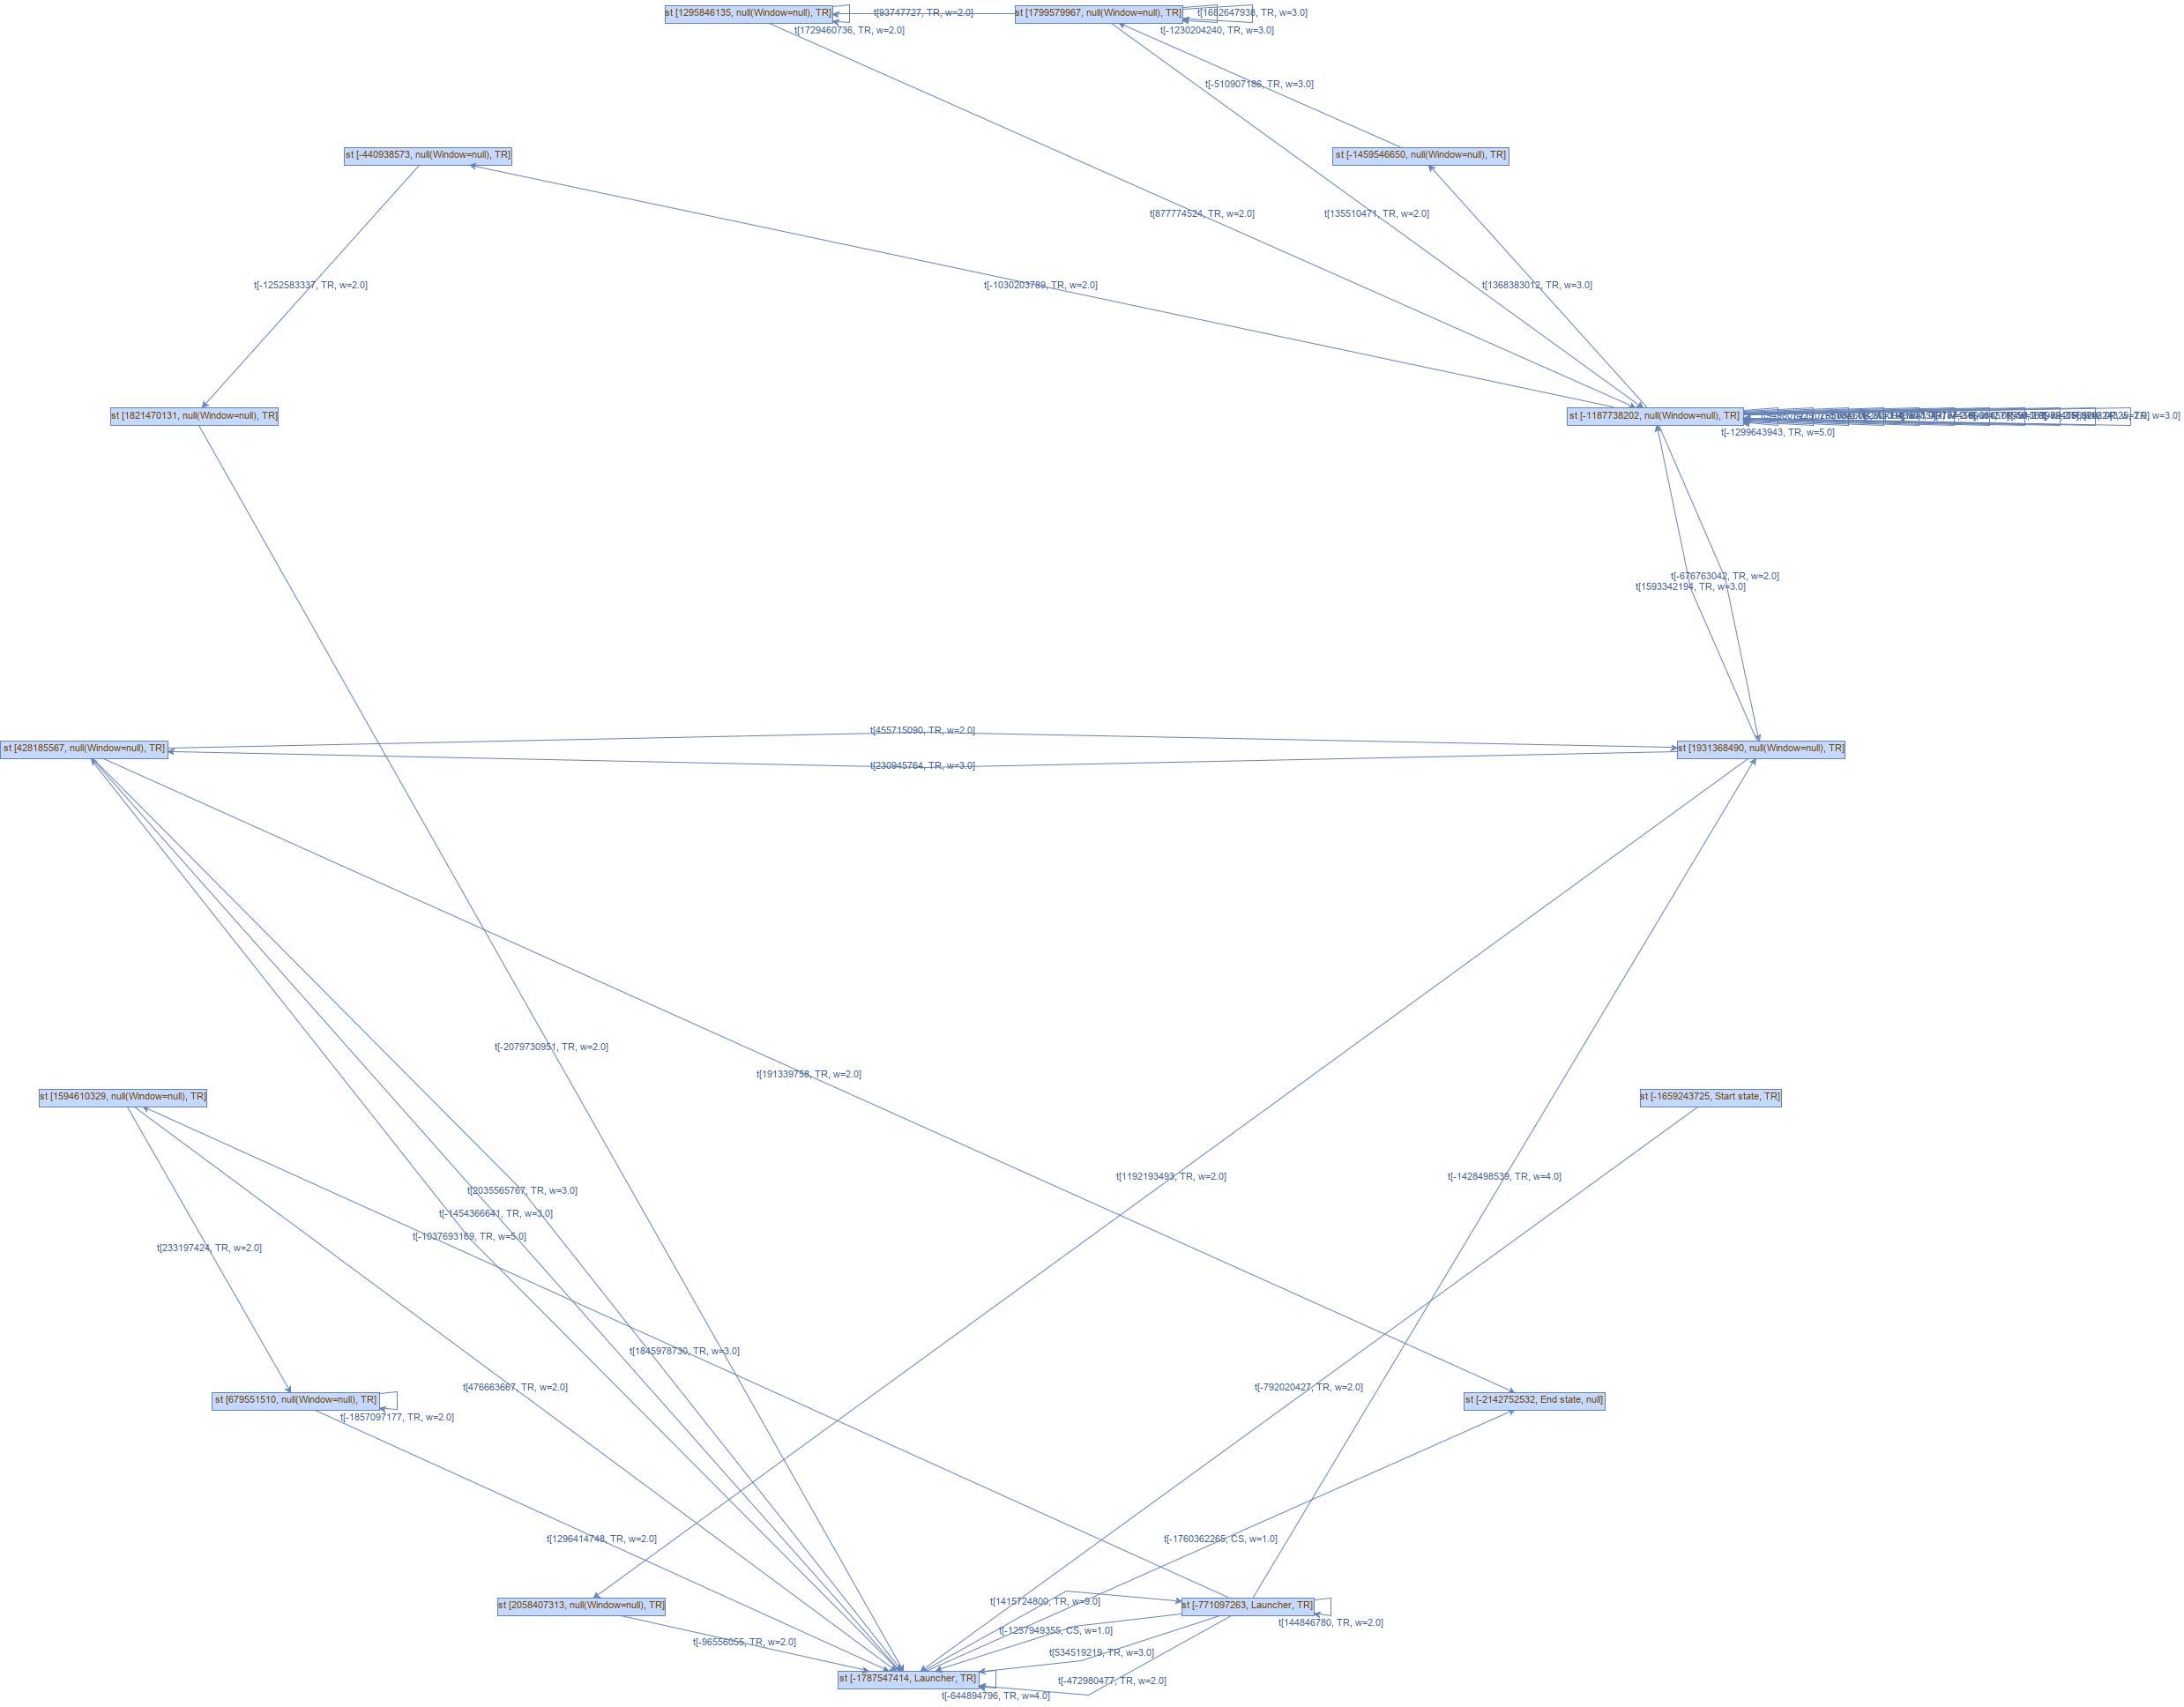 st [1295846135, null(Window=null), TR]
t[93747727, TR, w=2.0]
st [1799579967, null(Window=null), TR]
t[1682647938, TR, w=3.0]
t[1729460736, TR, w=2.0]
t[-1230204240, TR, w=3.0]
t[-510907186, TR, w=3.0]
st [-440938573, null(Window=null), TR]
st [-1459546650, null(Window=null), TR]
t[877774524, TR, w=2.0]
t[135510471, TR, w=2.0]
t[-1252583337, TR, w=2.0]
t[-1030203789, TR, w=2.0]
t[1368383012, TR, w=3.0]
st [1821470131, null(Window=null), TR]
st [-1187738202, null(Window=null), TR]
t[-1299643943, TR, w=5.0]
t[-676763042, TR, w=2.0]
t[1593342194, TR, w=3.0]
t[455715090, TR, w=2.0]
st [428185567, null(Window=null), TR]
st [1931368490, null(Window=null), TR]
t[230945764, TR, w=3.0]
t[-2079730951, TR, w=2.0]
t[191339758, TR, w=2.0]
st [1594610329, null(Window=null), TR]
st [-1659243725, Start state, TR]
t[1192193493, TR, w=2.0]
t[-1428498539, TR, w=4.0]
t[2035565767, TR, w=3.0]
t[-1454366641, TR, w=3.0]
t[-1037693169, TR, w=5.0]
t[233197424, TR, w=2.0]
t[1845978730, TR, w=3.0]
t[476663667, TR, w=2.0]
t[-792020427, TR, w=2.0]
st [679551510, null(Window=null), TR]
st [-2142752532, End state, null]
t[-1857097177, TR, w=2.0]
t[1296414748, TR, w=2.0]
t[-1760362265, CS, w=1.0]
t[1415724800, TR, w=9.0]
st [2058407313, null(Window=null), TR]
st [-771097263, Launcher, TR]
t[144846780, TR, w=2.0]
t[-1257949355, CS, w=1.0]
t[-96556055, TR, w=2.0]
t[534519219, TR, w=3.0]
st [-1787547414, Launcher, TR]
t[-472980477, TR, w=2.0]
t[-644894796, TR, w=4.0]